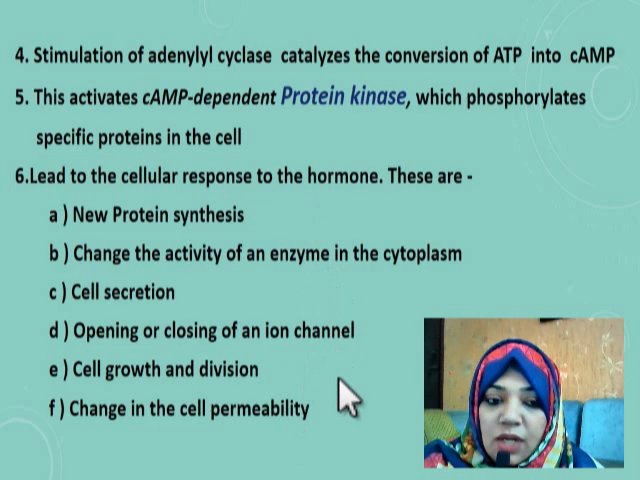 4. Stimulation of adenylyl cyclase catalyzes the conversion of ATP into cAMP
5. This activates cAMP-dependent Protein kinase, which phosphorylates
specific proteins in the cell
6.Lead to the cellular response to the hormone. These are -
a ) New Protein synthesis
b ) Change the activity of an enzyme in the cytoplasm
c ) Cell secretion
d ) Opening or closing of an ion channel
e ) Cell growth and division
f ) Change in the cell permeability